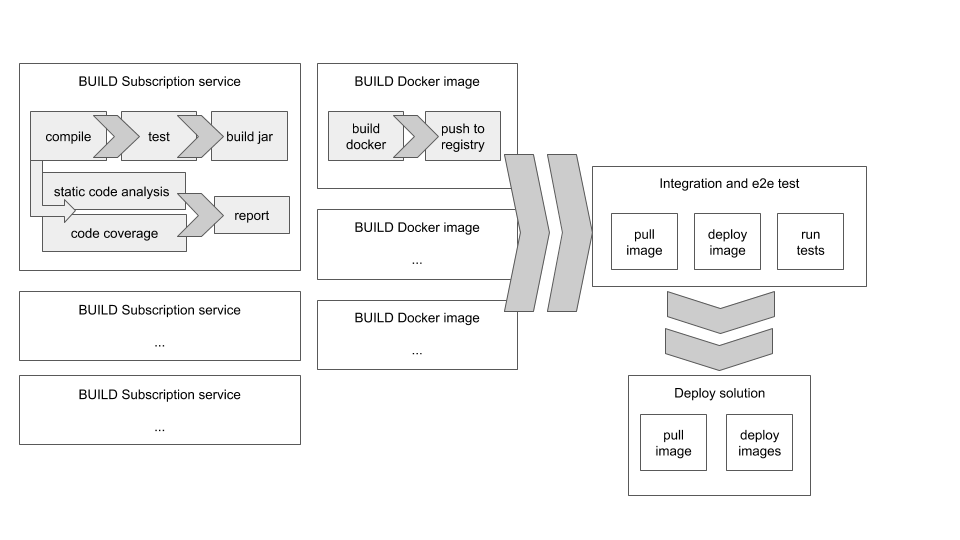 BUILD Subscription service
compile
test
build jar
static code analysis
code coverage
report
BUILD Subscription service
...
BUILD Subscription service
...
BUILD Docker image
build
docker
push to
registry
BUILD Docker image
...
BUILD Docker image
...
Integration and e2e test
pull
image
deploy
image
run
tests
Deploy solution
pull
image
deploy
images